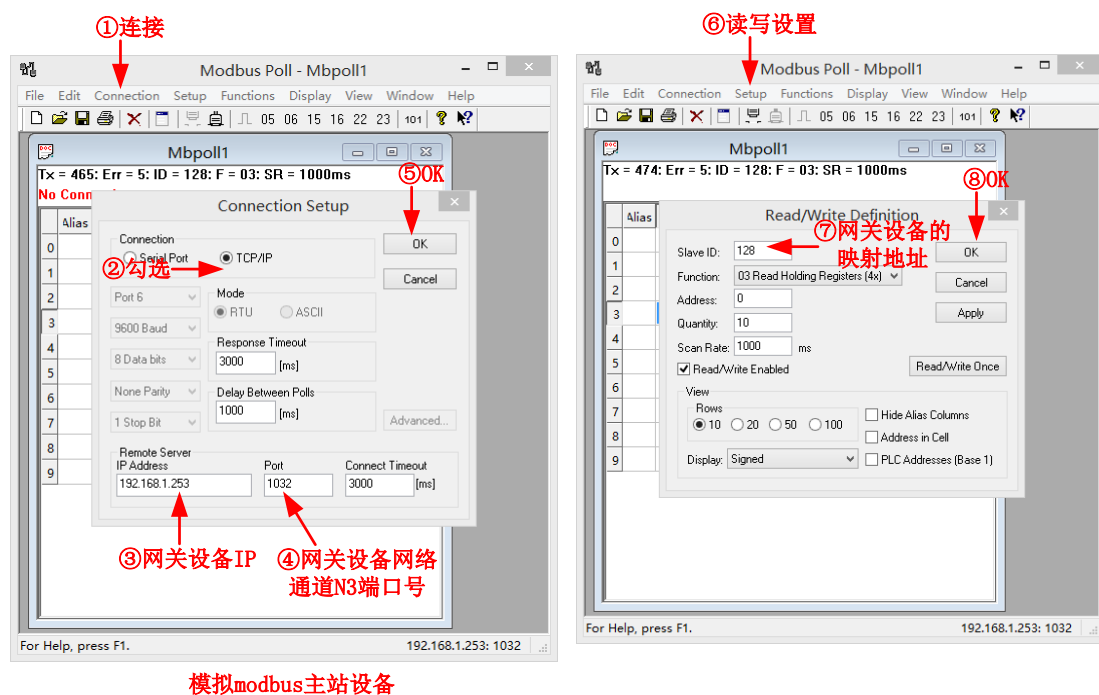 ①连接
Modbus Poll - Mbpoll1
File Edit Connection Setup Functions Display View Window Help
05 06 15 16 22 23 101
Mbpoll1
Tx = 465: Err = 5: ID = 128: F = 03: SR = 1000ms
No Conn
⑤OK
Alias
0
1
2
3
4
5
6
7
8
9
Connection Setup
Connection
Serial Port
TCP/IP
②勾选
OK
Cancel
Port 6
9600 Baud
8 Data bits
None Parity
1 Stop Bit
Mode
RTU
ASCII
Response Timeout
3000 [ms]
Delay Between Polls
1000 [ms]
Advanced...
Remote Server
IP Address
Port
Connect Timeout
192.168.1.253
1032
3000 [ms]
③网关设备IP
④网关设备网络
通道N3端口号
For Help, press F1.
192.168.1.253: 1032
模拟modbus主站设备
⑥读写设置
Modbus Poll - Mbpoll1
File Edit Connection Setup Functions Display View Window Help
05 06 15 16 22 23 101
Mbpoll1
Tx = 474: Err = 5: ID = 128: F = 03: SR = 1000ms
⑧OK
Alias
0
1
2
3
4
5
6
7
8
9
Read/Write Definition
Slave ID: 128
⑦网关设备的
映射地址
OK
Function: 03 Read Holding Registers (4x)
Cancel
Address: 0
Quantity: 10
Apply
Scan Rate: 1000 ms
Read/Write Enabled
Read/Write Once
View
Rows
10 20 50 100
Hide Alias Columns
Address in Cell
Display: Signed
PLC Addresses (Base 1)
For Help, press F1.
192.168.1.253: 1032